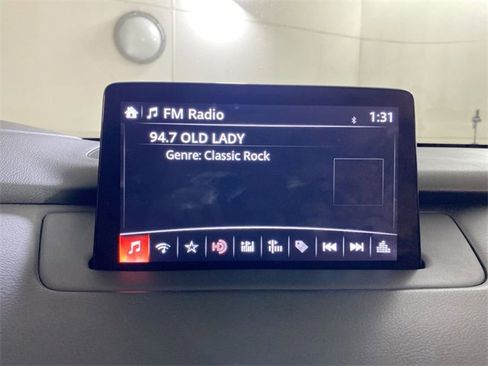 FM Radio 1:31
94.7 OLD LADY
Genre: Classic Rock